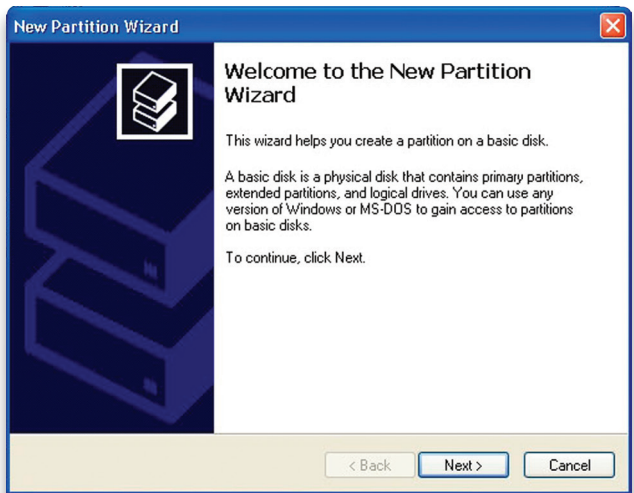 New Partition Wizard
Welcome to the New Partition
Wizard
This wizard helps you create a partition on a basic disk.
A basic disk is a physical disk that contains primary partitions,
extended partitions, and logical drives. You can use any
version of Windows or MS-DOS to gain access to partitions
on basic disks.
To continue, click Next.
< Back
Next >
Cancel